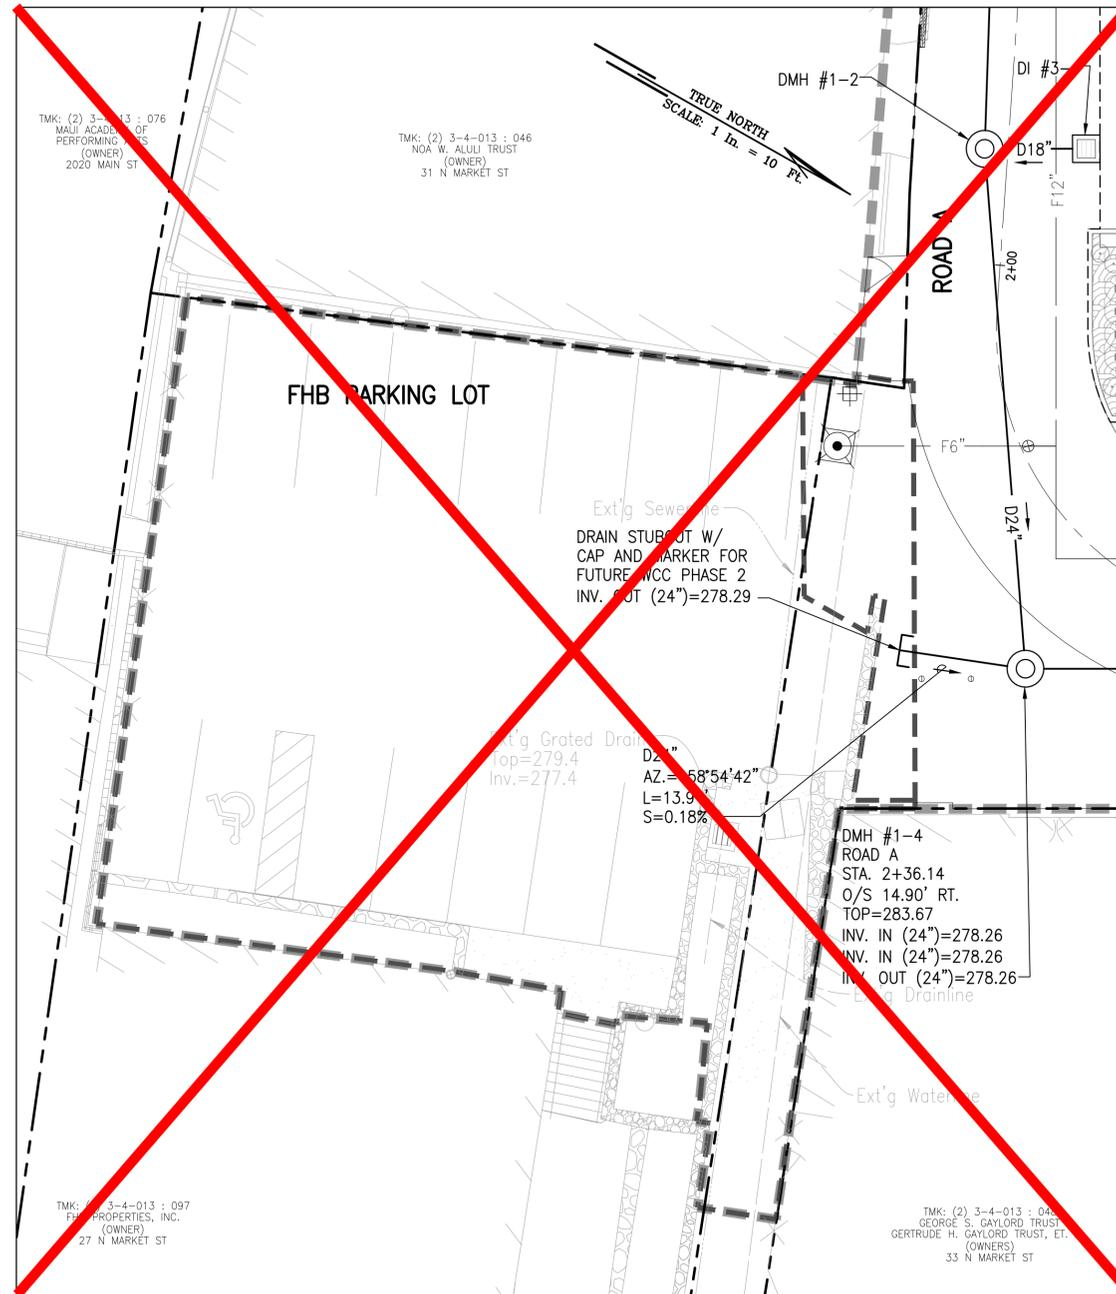 TMK: (2) 3-4-013 : 076
MAUI ACADEMY OF
PERFORMING ARTS
(OWNER)
2020 MAIN ST
TMK: (2) 3-4-013 : 046
NOA W. ALULI TRUST
(OWNER)
31 N MARKET ST
TRUE NORTH
SCALE: 1 In. = 10 Ft.
DMH #1-2
DI #3
D18"
F12"
ROAD A
2+00
FHB PARKING LOT
F6"
D24"
Ext'g Sewerline
DRAIN STUBOUT W/
CAP AND MARKER FOR
FUTURE WCC PHASE 2
INV. OUT (24")=278.29
Ext'g Grated Drain
Top=279.4
Inv.=277.4
D24"
AZ.= 58°54'42"
L=13.9
S=0.18%
DMH #1-4
ROAD A
STA. 2+36.14
O/S 14.90' RT.
TOP=283.67
INV. IN (24")=278.26
INV. IN (24")=278.26
INV. OUT (24")=278.26
Ext'g Drainline
Ext'g Waterline
TMK: (2) 3-4-013 : 097
FHB PROPERTIES, INC.
(OWNER)
27 N MARKET ST
TMK: (2) 3-4-013 :
GEORGE S. GAYLORD TRUST
GERTRUDE H. GAYLORD TRUST, ET.
(OWNERS)
33 N MARKET ST